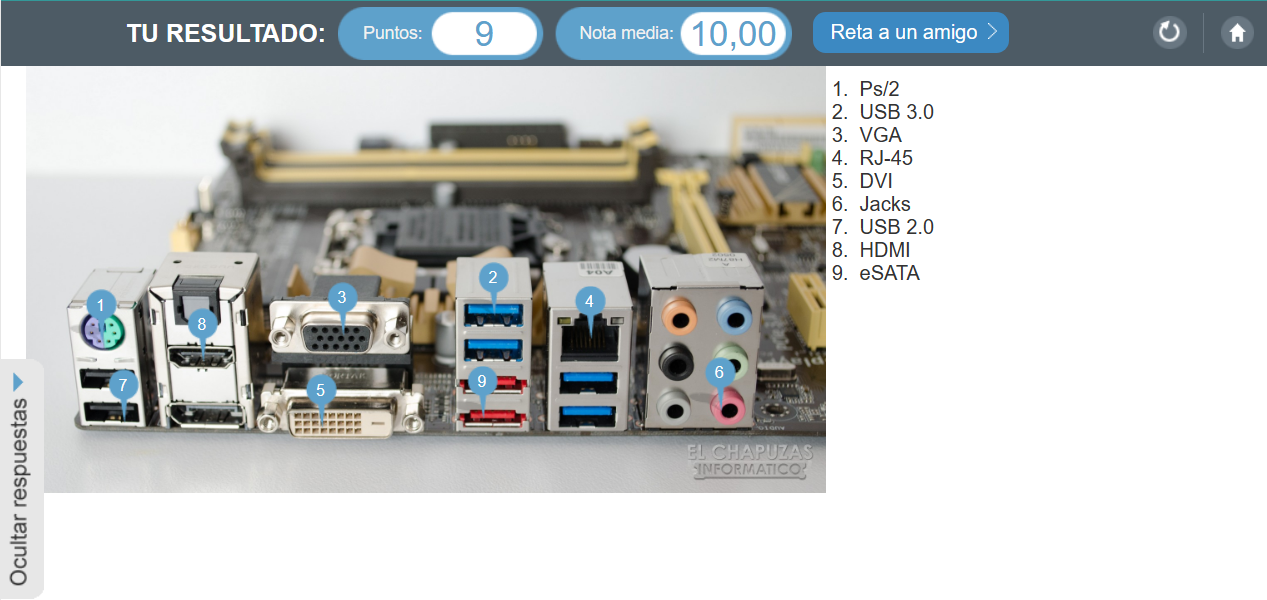 TU RESULTADO:
Puntos:
9
Nota media:
10,00
Reta a un amigo
1. Ps/2
2. USB 3.0
3. VGA
4. RJ-45
5. DVI
6. Jacks
7. USB 2.0
8. HDMI
9. eSATA
1
2
3
4
5
6
7
8
9
A04
EL CHAPUZAS
INFORMATICO
Ocultar respuestas